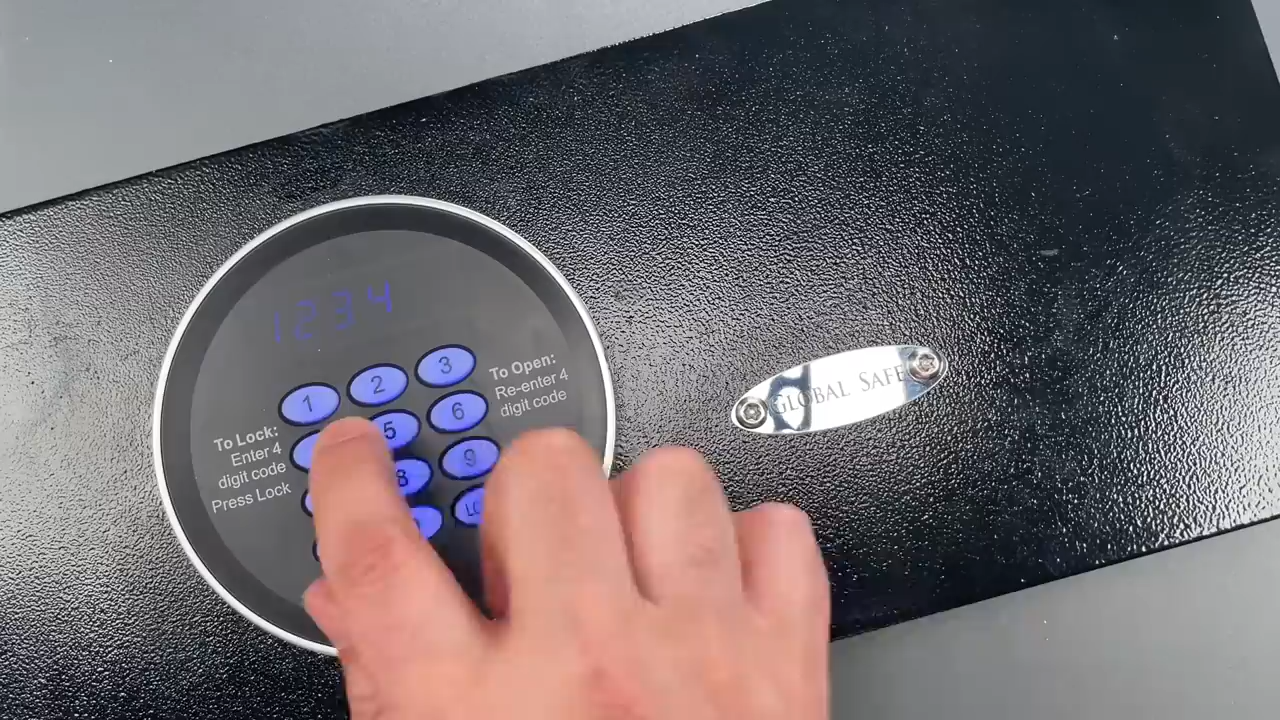 1234
1 2 3
5 6
8 9
To Lock:
Enter 4
digit code
Press Lock
To Open:
Re-enter 4
digit code
GLOBAL SAFE